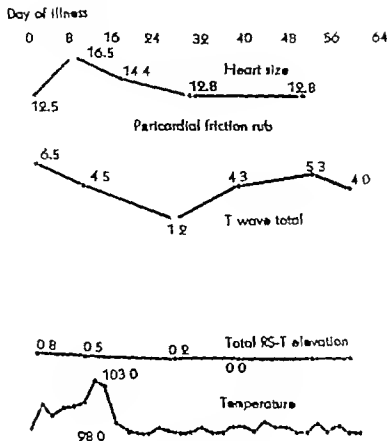 Day of illness
0 8 16 24 32 40 48 56 64
16.5
14.4
Heart size
12.8 12.8
12.5
Paricardial friction rub
6.5
4.5 4.3 5.3 4.0
1.2
T wave total
0.8 0.5 0.2 Total RS-T elevation
0.0
103.0
Temperature
98.0